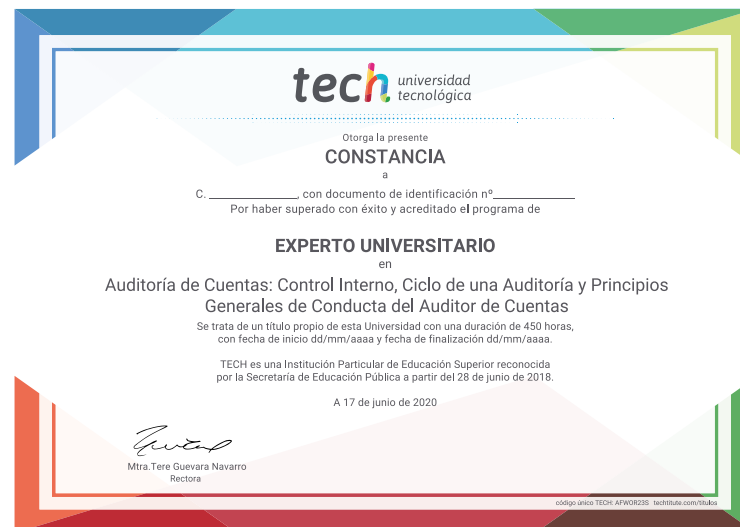 tech universidad
tecnológica
Otorga la presente
CONSTANCIA
a
C. ______________, con documento de identificación nº______________
Por haber superado con éxito y acreditado el programa de
EXPERTO UNIVERSITARIO
en
Auditoría de Cuentas: Control Interno, Ciclo de una Auditoría y Principios
Generales de Conducta del Auditor de Cuentas
Se trata de un título propio de esta Universidad con una duración de 450 horas,
con fecha de inicio dd/mm/aaaa y fecha de finalización dd/mm/aaaa.
TECH es una Institución Particular de Educación Superior reconocida
por la Secretaría de Educación Pública a partir del 28 de junio de 2018.
A 17 de junio de 2020
Mtra.Tere Guevara Navarro
Rectora
código único TECH: AFWOR23S techtitute.com/titulos